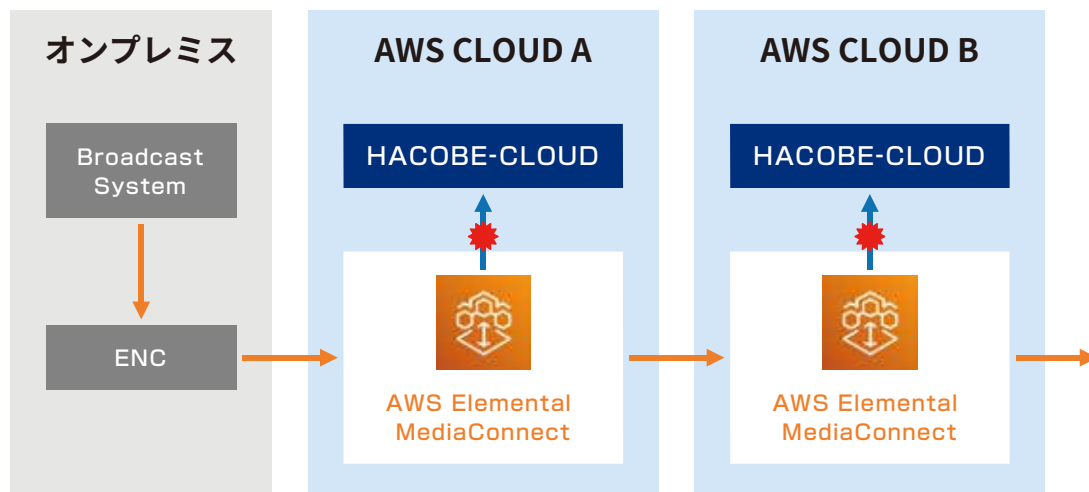 オンプレミス
Broadcast
System
ENC
AWS CLOUD A
HACOBE-CLOUD
AWS Elemental
MediaConnect
AWS CLOUD B
HACOBE-CLOUD
AWS Elemental
MediaConnect